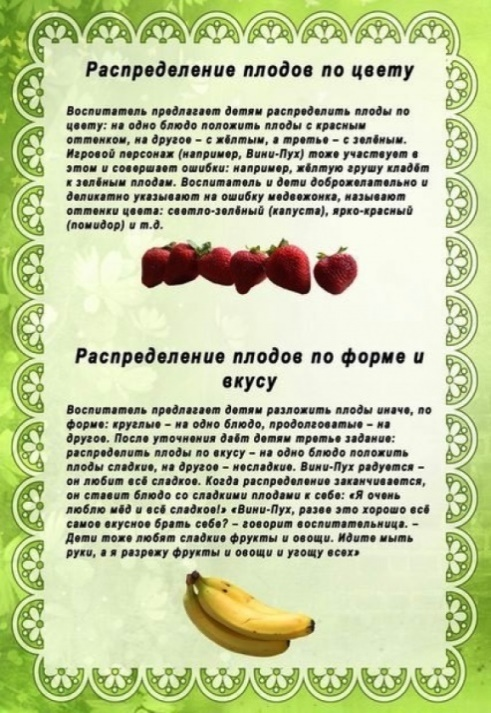 Распределение плодов по цвету
Воспитатель предлагает детям распределить плоды по
цвету: на одно блюдо положить плоды с красным
оттенком, на другое – с жёлтым, а третье – с зелёным.
Игровой персонаж (например, Вини-Пух) тоже участвует в
этом и совершает ошибки: например, жёлтую грушу кладёт
к зелёным плодам. Воспитатель и дети доброжелательно и
деликатно указывают на ошибку медвежонка, называют
оттенки цвета: светло-зелёный (капуста), ярко-красный
(помидор) и т.д.
Распределение плодов по форме и
вкусу
Воспитатель предлагает детям разложить плоды иначе, по
форме: круглые – на одно блюдо, продолговатые – на
другое. После уточнения даёт детям третье задание:
распределить плоды по вкусу – на одно блюдо положить
плоды сладкие, на другое – несладкие. Вини-Пух радуется –
он любит всё сладкое. Когда распределение заканчивается,
он ставит блюдо со сладкими плодами к себе: «Я очень
люблю мёд и всё сладкое!» «Вини-Пух, разве это хорошо всё
самое вкусное брать себе? – говорит воспитательница. –
Дети тоже любят сладкие фрукты и овощи. Идите мыть
руки, а я разрежу фрукты и овощи и угощу всех»